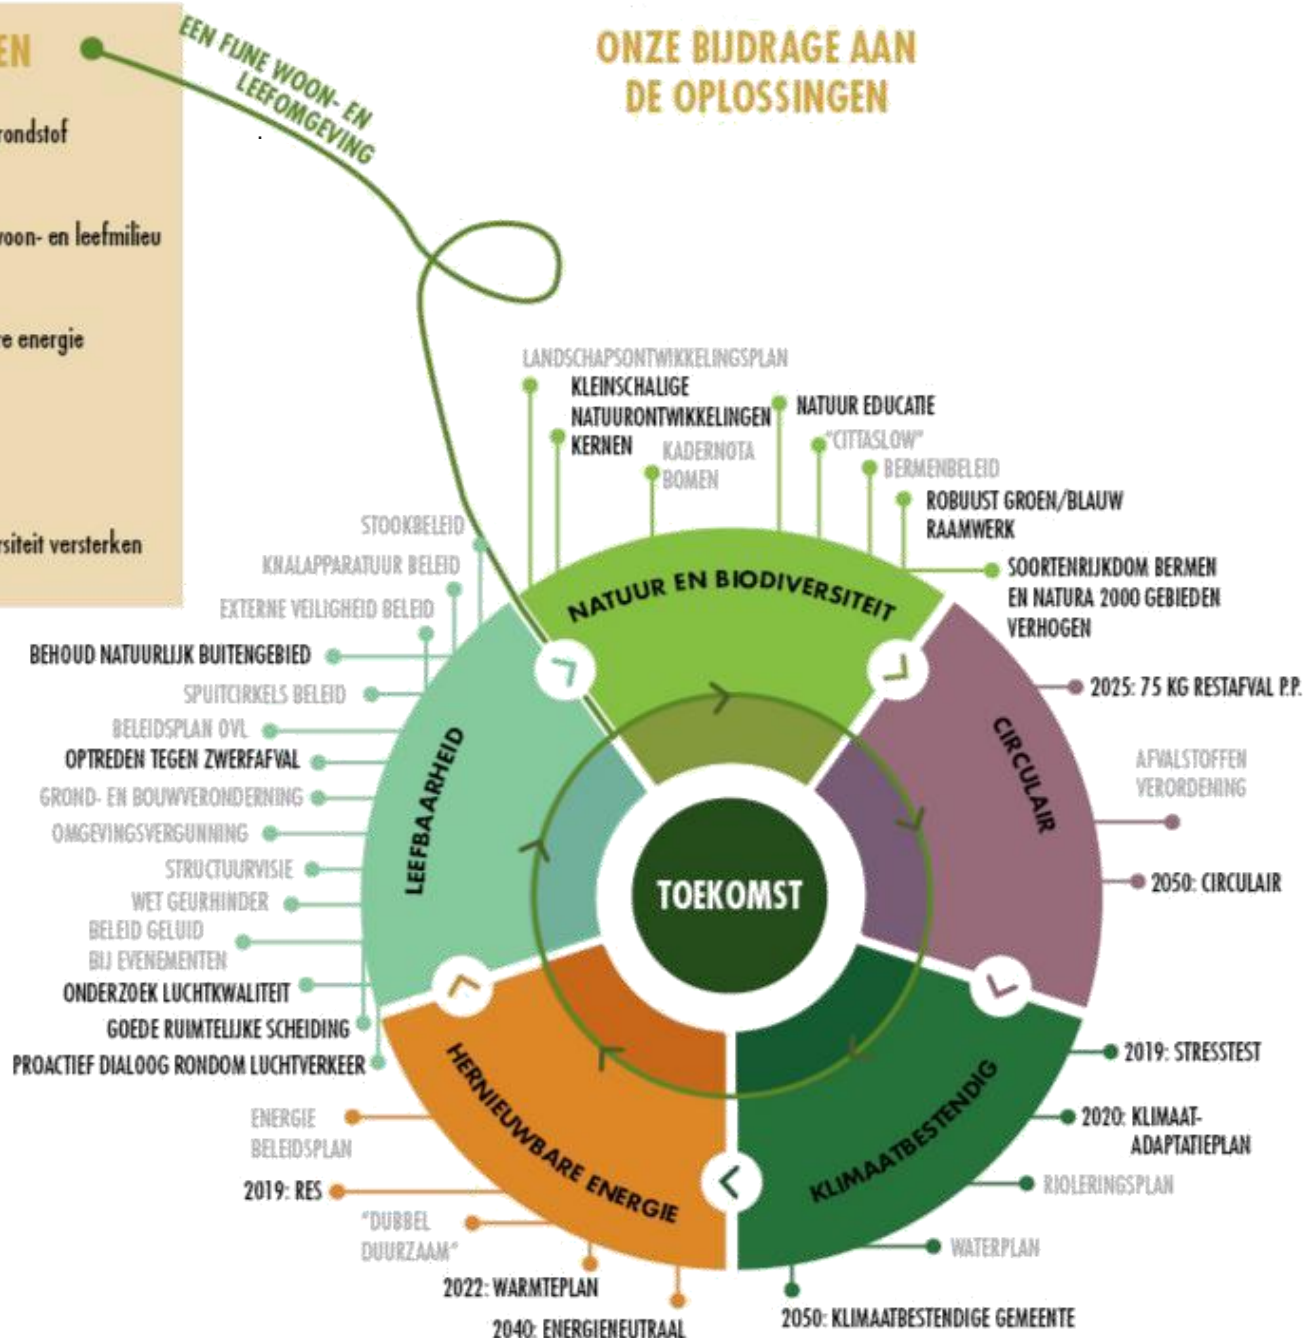 EN
rondstof
woon- en leefmilieu
re energie
rsiteit versterken
EEN FIJNE WOON- EN
LEEFOMGEVING
ONZE BIJDRAGE AAN
DE OPLOSSINGEN
LANDSCHAPSONTWIKKELINGSPLAN
KLEINSCHALIGE
NATUURONTWIKKELINGEN
KERNEN
KADERNOTA
BOMEN
NATUUR EDUCATIE
"CITTASLOW"
BERMENBELEID
ROBUUST GROEN/BLAUW
RAAMWERK
SOORTENRIJKDOM BERMEN
EN NATURA 2000 GEBIEDEN
VERHOGEN
NATUUR EN BIODIVERSITEIT
2025: 75 KG RESTAFVAL P.P.
AFVALSTOFFEN
VERORDENING
2050: CIRCULAIR
CIRCULAIR
2019: STRESSTEST
2020: KLIMAAT-
ADAPTATIEPLAN
RIOLERINGSPLAN
WATERPLAN
2050: KLIMAATBESTENDIGE GEMEENTE
KLIMAATBESTENDIG
HERNIEUWBARE ENERGIE
ENERGIE
BELEIDSPLAN
2019: RES
"DUBBEL
DUURZAAM"
2022: WARMTEPLAN
2040: ENERGIENEUTRAAL
LEEFBAARHEID
STOOKBELEID
KNALAPPARATUUR BELEID
EXTERNE VEILIGHEID BELEID
BEHOUD NATUURLIJK BUITENGEBIED
SPUITCIRKELS BELEID
BELEIDSPLAN OVL
OPTREDEN TEGEN ZWERFAFVAL
GROND- EN BOUWVERONDERNING
OMGEVINGSVERGUNNING
STRUCTUURVISIE
WET GEURHINDER
BELEID GELUID
BIJ EVENEMENTEN
ONDERZOEK LUCHTKWALITEIT
GOEDE RUIMTELIJKE SCHEIDING
PROACTIEF DIALOOG RONDOM LUCHTVERKEER
TOEKOMST